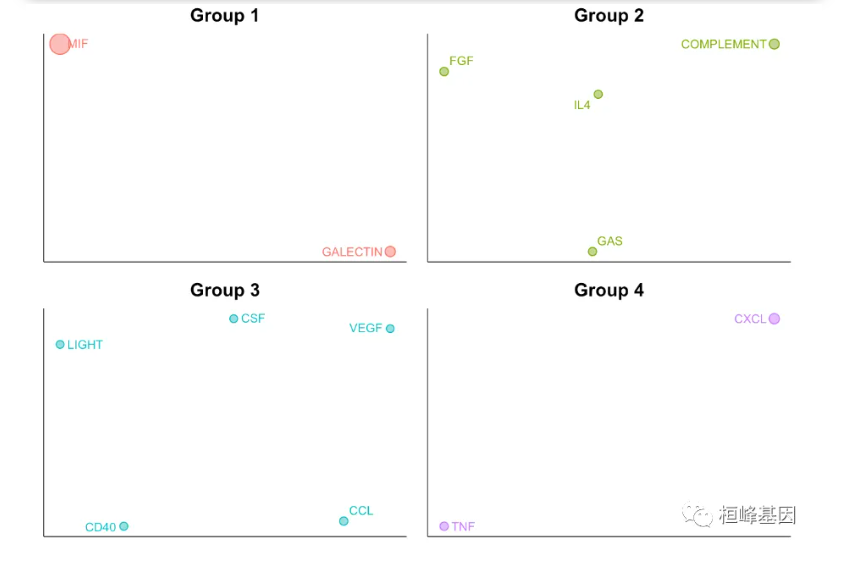 Group 1
MIF
GALECTIN
Group 2
COMPLEMENT
FGF
IL4
GAS
Group 3
CSF
VEGF
LIGHT
CCL
CD40
Group 4
CXCL
TNF
桓峰基因